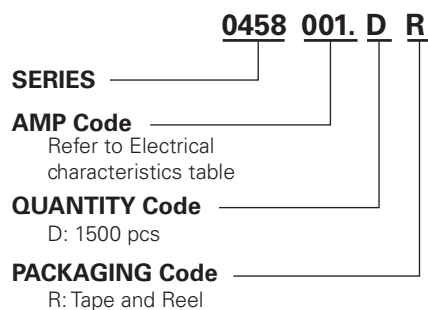 0458 001. D R
SERIES
AMP Code
Refer to Electrical
characteristics table
QUANTITY Code
D: 1500 pcs
PACKAGING Code
R: Tape and Reel